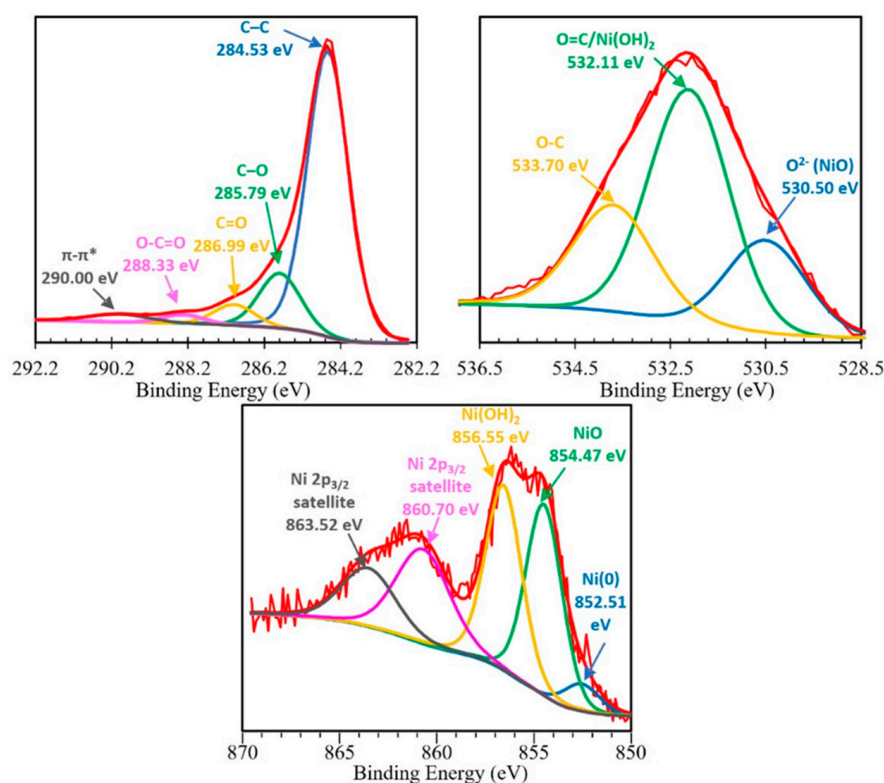 C–C
284.53 eV
C–O
285.79 eV
C=O
286.99 eV
O-C=O
288.33 eV
π-π*
290.00 eV
292.2 290.2 288.2 286.2 284.2 282.2
Binding Energy (eV)
O=C/Ni(OH)₂
532.11 eV
O-C
533.70 eV
O²⁻ (NiO)
530.50 eV
536.5 534.5 532.5 530.5 528.5
Binding Energy (eV)
Ni(OH)₂
856.55 eV
NiO
854.47 eV
Ni 2p₃/₂
satellite
860.70 eV
Ni 2p₃/₂
satellite
863.52 eV
Ni(0)
852.51
eV
870 865 860 855 850
Binding Energy (eV)